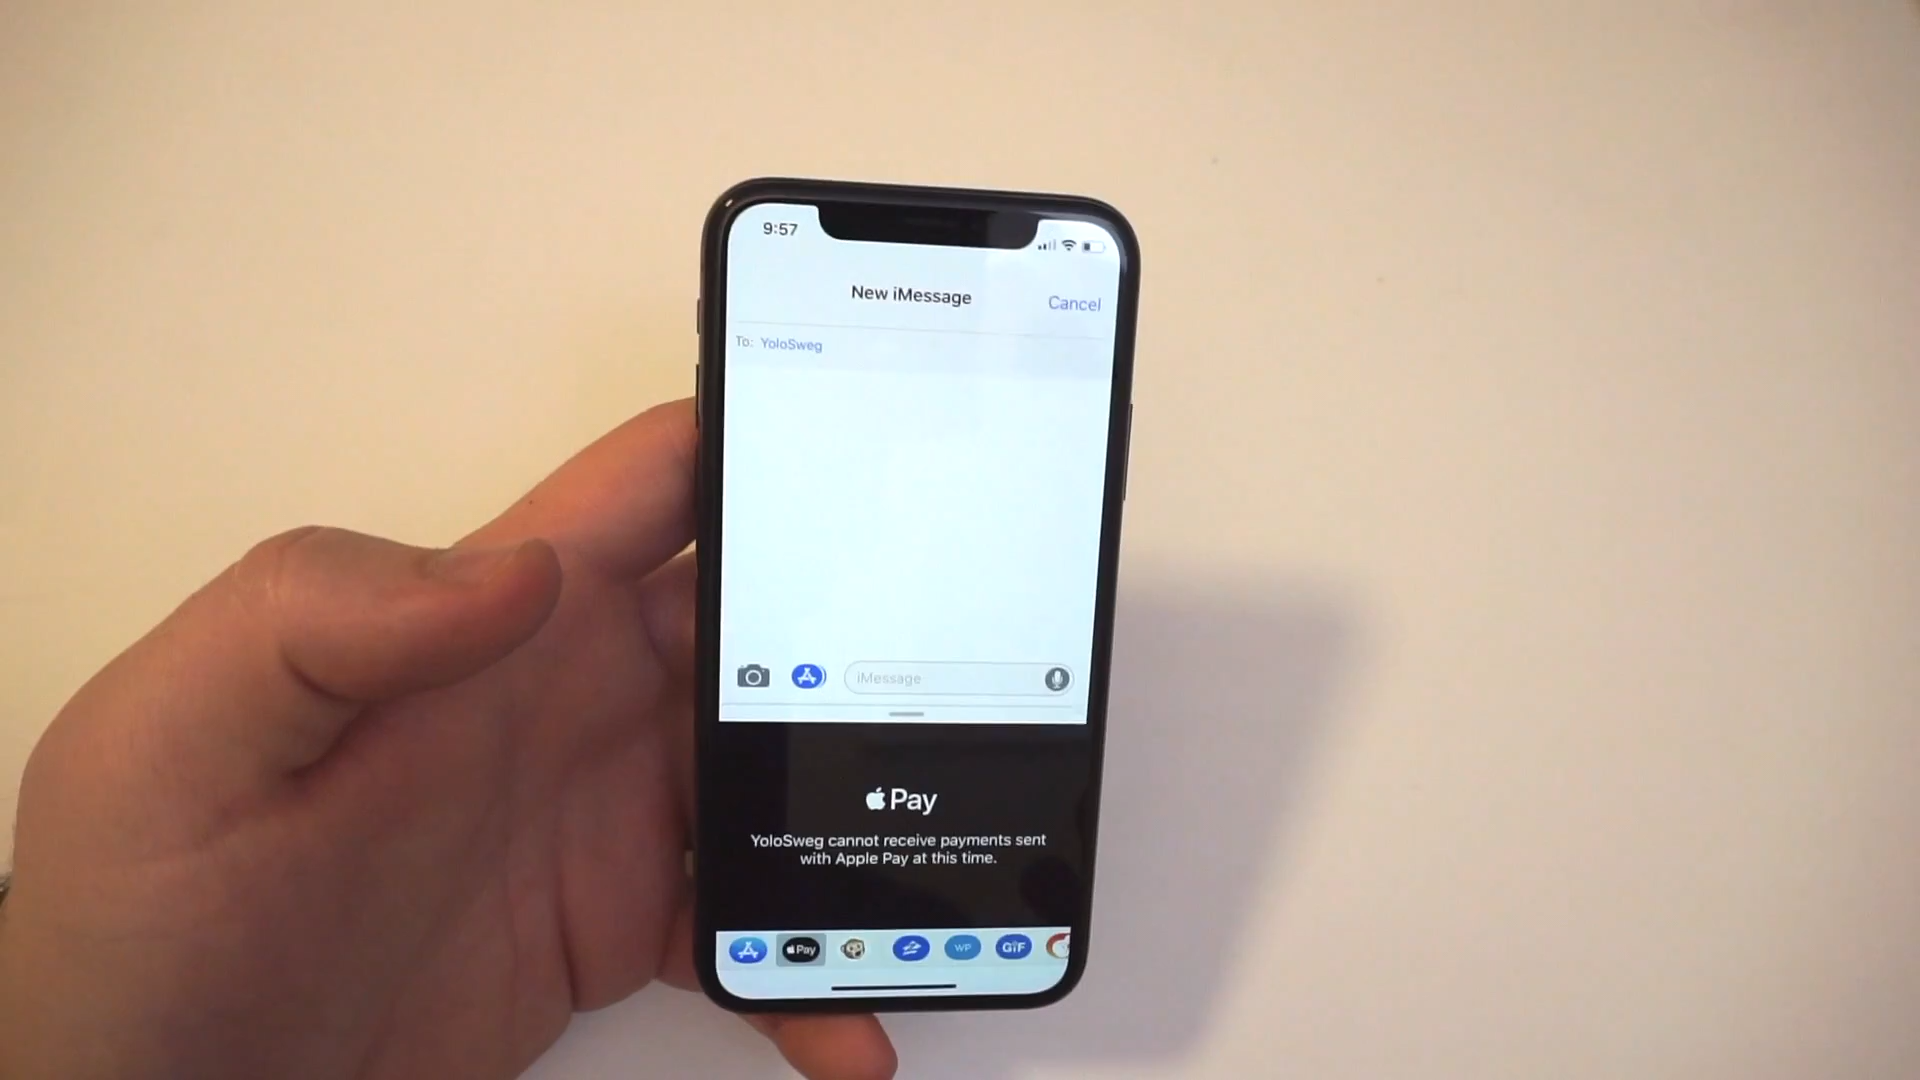 9:57
New iMessage
Cancel
To: YoloSweg
iMessage
Pay
YoloSweg cannot receive payments sent
with Apple Pay at this time.
Pay
WP
GIF